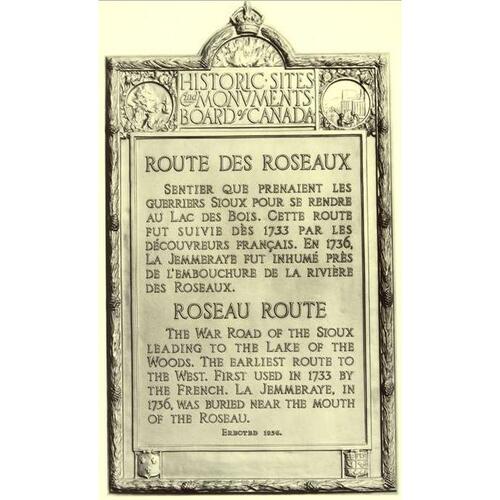 HISTORIC·SITES
and MONVMENTS
BOARD of CANADA
ROUTE DES ROSEAUX
SENTIER QUE PRENAIENT LES
GUERRIERS SIOUX POUR SE RENDRE
AU LAC DES BOIS. CETTE ROUTE
FUT SUIVIE DÈS 1733 PAR LES
DÉCOUVREURS FRANÇAIS. EN 1736,
LA JEMMERAYE FUT INHUMÉ PRÈS
DE L'EMBOUCHURE DE LA RIVIÈRE
DES ROSEAUX.
ROSEAU ROUTE
THE WAR ROAD OF THE SIOUX
LEADING TO THE LAKE OF THE
WOODS. THE EARLIEST ROUTE TO
THE WEST. FIRST USED IN 1733 BY
THE FRENCH. LA JEMMERAYE, IN
1736, WAS BURIED NEAR THE MOUTH
OF THE ROSEAU.
ERECTED 1936.